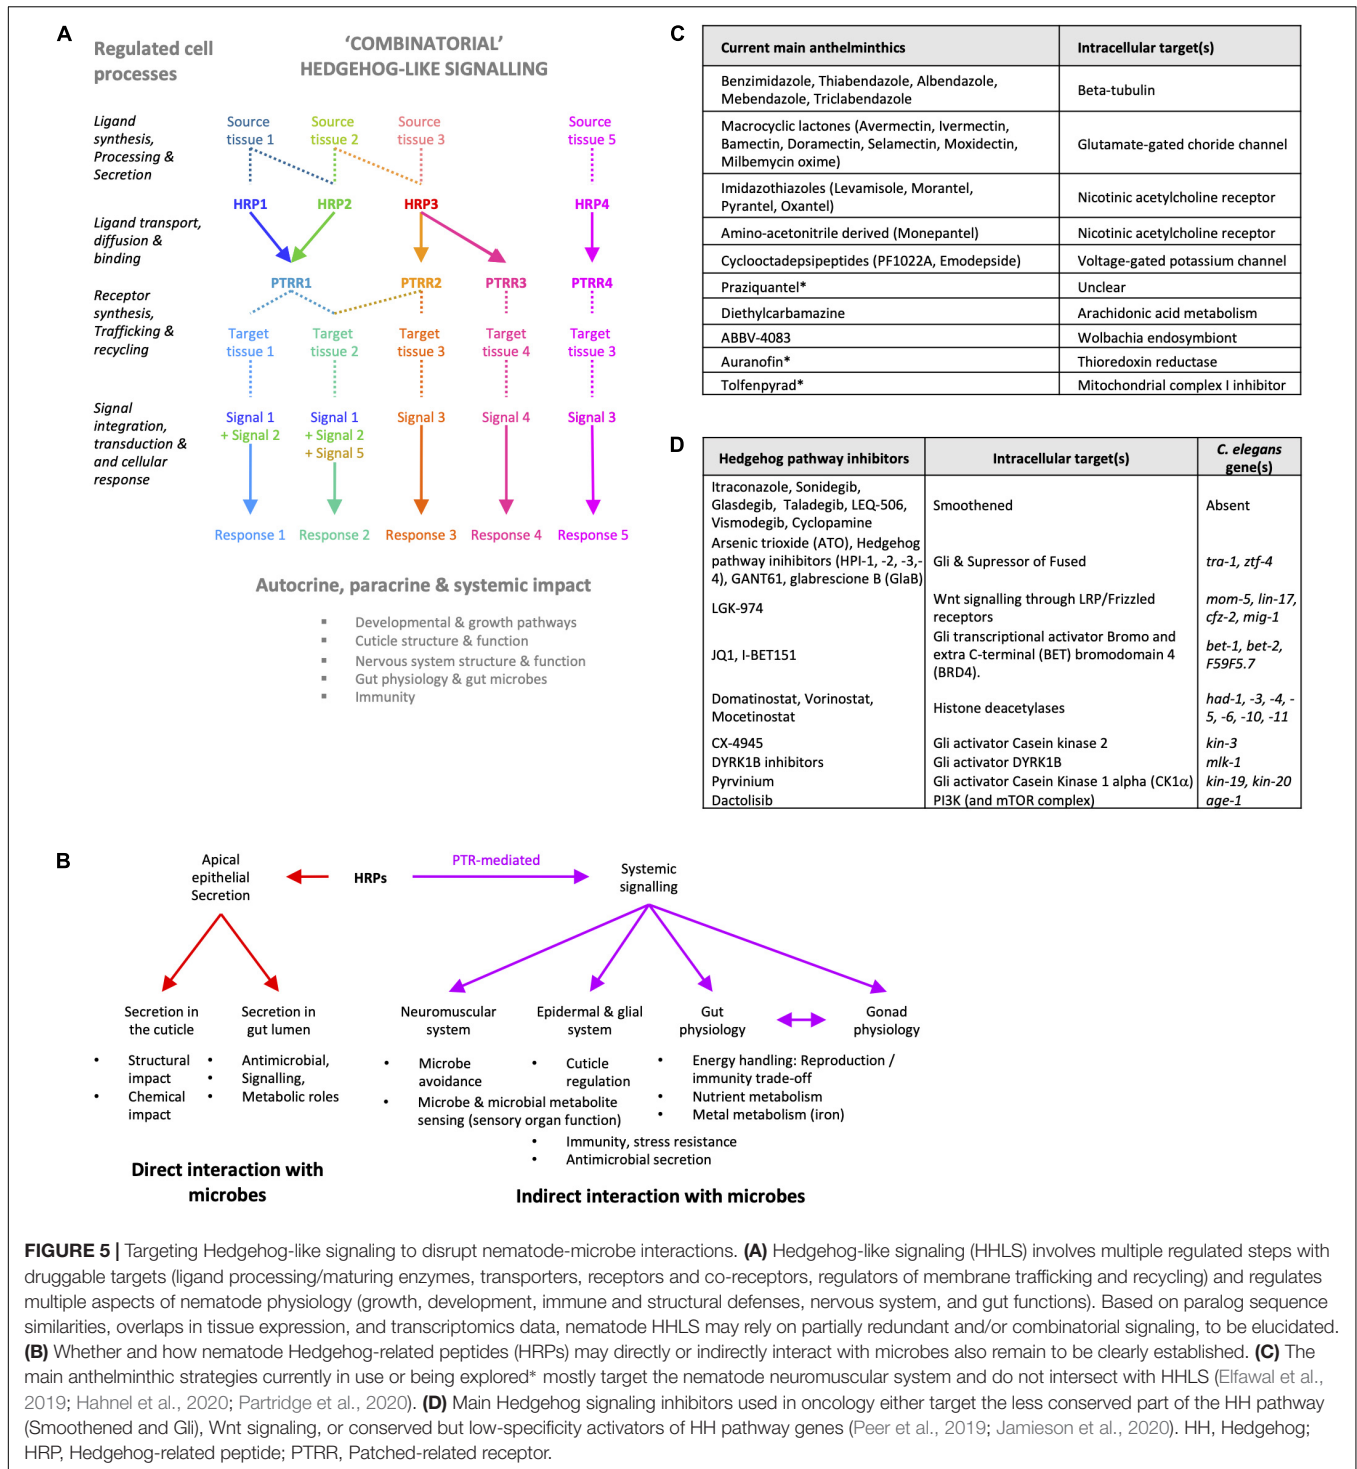 A
Regulated cell
processes
'COMBINATORIAL'
HEDGEHOG-LIKE SIGNALLING
Ligand
synthesis,
Processing &
Secretion
Source
tissue 1
Source
tissue 2
Source
tissue 3
Source
tissue 5
HRP1
HRP2
HRP3
HRP4
Ligand transport,
diffusion &
binding
PTRR1
PTRR2
PTRR3
PTRR4
Receptor
synthesis,
Trafficking &
recycling
Target
tissue 1
Target
tissue 2
Target
tissue 3
Target
tissue 4
Target
tissue 3
Signal
integration,
transduction &
and cellular
response
Signal 1
+ Signal 2
Signal 1
+ Signal 2
+ Signal 5
Signal 3
Signal 4
Signal 3
Response 1
Response 2
Response 3
Response 4
Response 5
Autocrine, paracrine & systemic impact
▪ Developmental & growth pathways
▪ Cuticle structure & function
▪ Nervous system structure & function
▪ Gut physiology & gut microbes
▪ Immunity
C
Current main anthelminthics
Intracellular target(s)
Benzimidazole, Thiabendazole, Albendazole,
Mebendazole, Triclabendazole
Beta-tubulin
Macrocyclic lactones (Avermectin, Ivermectin,
Bamectin, Doramectin, Selamectin, Moxidectin,
Milbemycin oxime)
Glutamate-gated choride channel
Imidazothiazoles (Levamisole, Morantel,
Pyrantel, Oxantel)
Nicotinic acetylcholine receptor
Amino-acetonitrile derived (Monepantel)
Nicotinic acetylcholine receptor
Cyclooctadepsipeptides (PF1022A, Emodepside)
Voltage-gated potassium channel
Praziquantel*
Unclear
Diethylcarbamazine
Arachidonic acid metabolism
ABBV-4083
Wolbachia endosymbiont
Auranofin*
Thioredoxin reductase
Tolfenpyrad*
Mitochondrial complex I inhibitor
D
Hedgehog pathway inhibitors
Intracellular target(s)
C. elegans
gene(s)
Itraconazole, Sonidegib,
Glasdegib, Taladegib, LEQ-506,
Vismodegib, Cyclopamine
Smoothened
Absent
Arsenic trioxide (ATO), Hedgehog
pathway inihibitors (HPI-1, -2, -3,-
4), GANT61, glabrescione B (GlaB)
Gli & Supressor of Fused
tra-1, ztf-4
LGK-974
Wnt signalling through LRP/Frizzled
receptors
mom-5, lin-17,
cfz-2, mig-1
JQ1, I-BET151
Gli transcriptional activator Bromo and
extra C-terminal (BET) bromodomain 4
(BRD4).
bet-1, bet-2,
F59F5.7
Domatinostat, Vorinostat,
Mocetinostat
Histone deacetylases
had-1, -3, -4, -
5, -6, -10, -11
CX-4945
Gli activator Casein kinase 2
kin-3
DYRK1B inhibitors
Gli activator DYRK1B
mlk-1
Pyrvinium
Gli activator Casein Kinase 1 alpha (CK1α)
kin-19, kin-20
Dactolisib
PI3K (and mTOR complex)
age-1
B
Apical
epithelial
Secretion
HRPs
PTR-mediated
Systemic
signalling
Secretion in
the cuticle
Secretion in
gut lumen
Neuromuscular
system
Epidermal & glial
system
Gut
physiology
Gonad
physiology
• Structural
impact
• Chemical
impact
• Antimicrobial,
• Signalling,
• Metabolic roles
• Microbe
avoidance
• Microbe & microbial metabolite
sensing (sensory organ function)
• Cuticle
regulation
• Immunity, stress resistance
• Antimicrobial secretion
• Energy handling: Reproduction /
immunity trade-off
• Nutrient metabolism
• Metal metabolism (iron)
Direct interaction with
microbes
Indirect interaction with microbes
FIGURE 5 | Targeting Hedgehog-like signaling to disrupt nematode-microbe interactions. (A) Hedgehog-like signaling (HHLS) involves multiple regulated steps with
druggable targets (ligand processing/maturing enzymes, transporters, receptors and co-receptors, regulators of membrane trafficking and recycling) and regulates
multiple aspects of nematode physiology (growth, development, immune and structural defenses, nervous system, and gut functions). Based on paralog sequence
similarities, overlaps in tissue expression, and transcriptomics data, nematode HHLS may rely on partially redundant and/or combinatorial signaling, to be elucidated.
(B) Whether and how nematode Hedgehog-related peptides (HRPs) may directly or indirectly interact with microbes also remain to be clearly established. (C) The
main anthelminthic strategies currently in use or being explored* mostly target the nematode neuromuscular system and do not intersect with HHLS (Elfawal et al.,
2019; Hahnel et al., 2020; Partridge et al., 2020). (D) Main Hedgehog signaling inhibitors used in oncology either target the less conserved part of the HH pathway
(Smoothened and Gli), Wnt signaling, or conserved but low-specificity activators of HH pathway genes (Peer et al., 2019; Jamieson et al., 2020). HH, Hedgehog;
HRP, Hedgehog-related peptide; PTRR, Patched-related receptor.